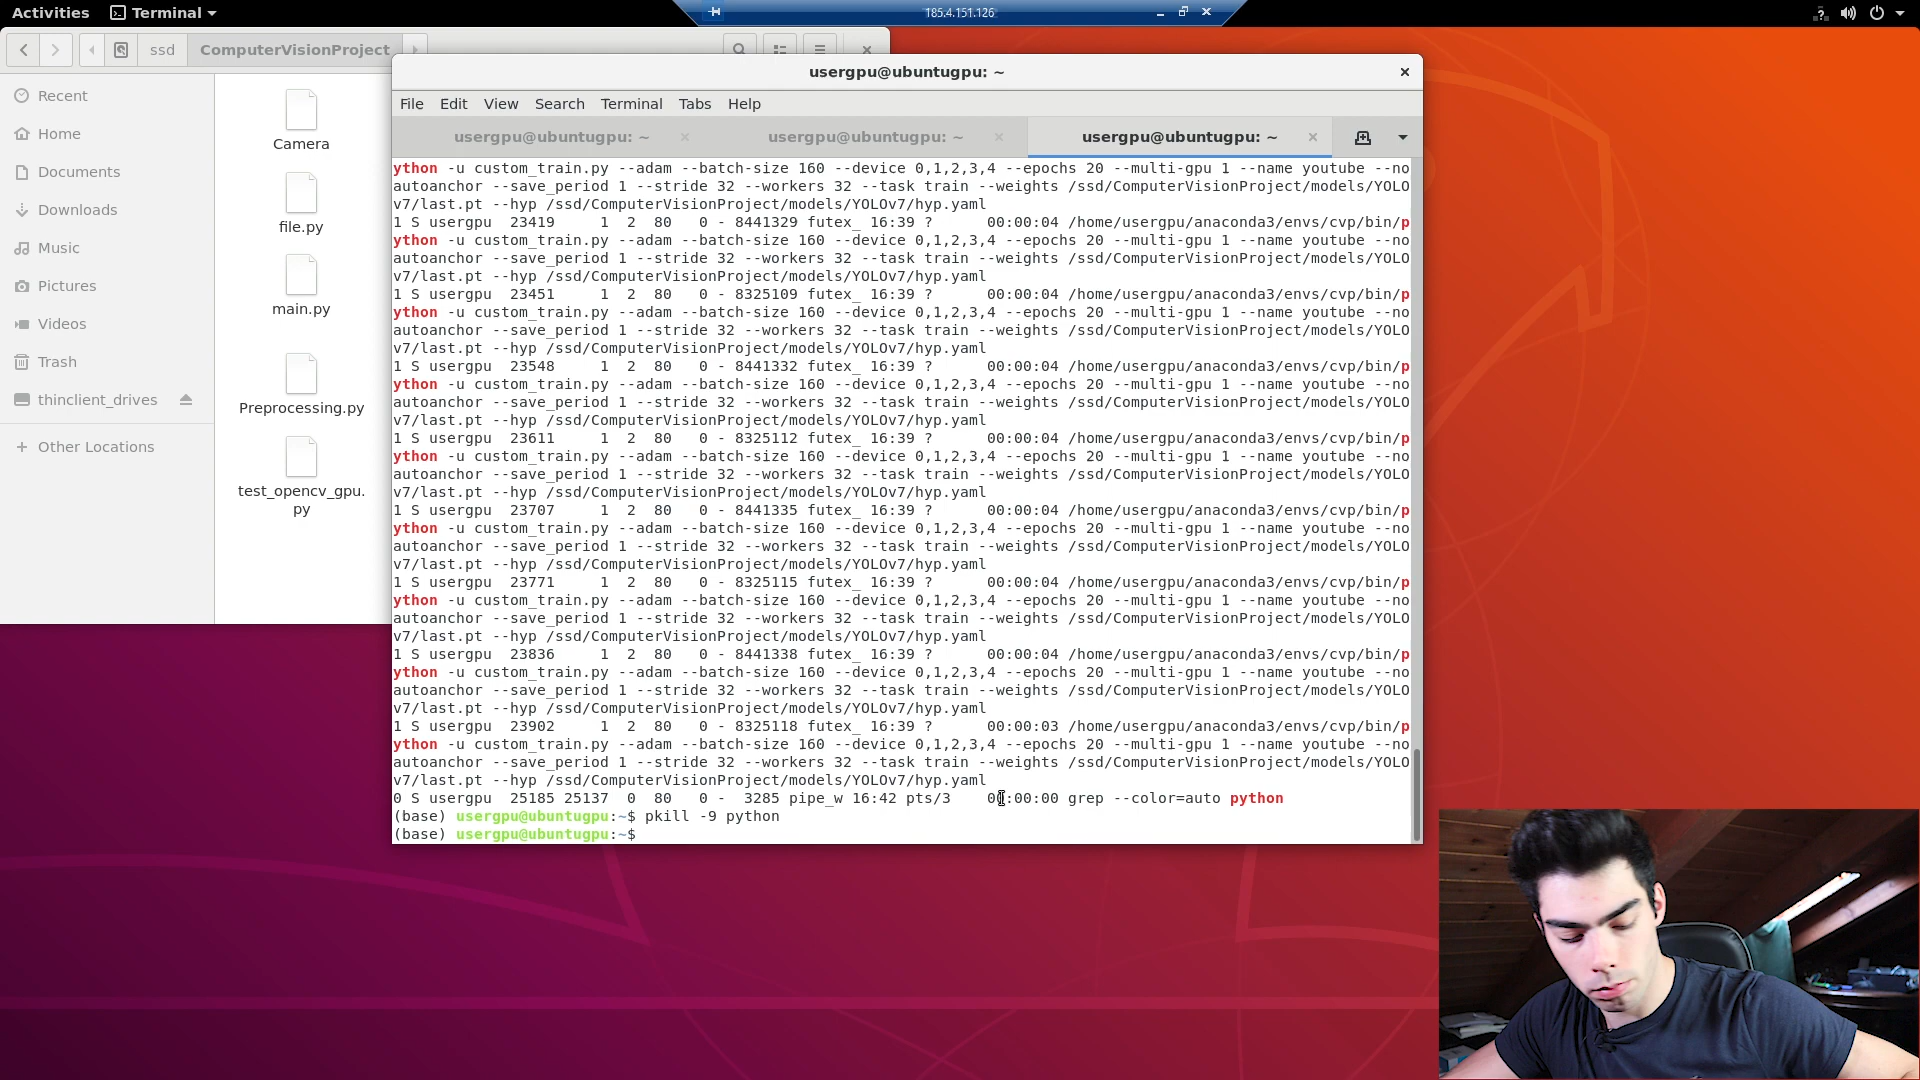 Activities
Terminal
185.4.151.126
ssd
ComputerVisionProject
Recent
Home
Documents
Downloads
Music
Pictures
Videos
Trash
thinclient_drives
+ Other Locations
Camera
file.py
main.py
Preprocessing.py
test_opencv_gpu.
py
usergpu@ubuntugpu: ~
File Edit View Search Terminal Tabs Help
usergpu@ubuntugpu: ~ usergpu@ubuntugpu: ~ usergpu@ubuntugpu: ~
ython -u custom_train.py --adam --batch-size 160 --device 0,1,2,3,4 --epochs 20 --multi-gpu 1 --name youtube --no
autoanchor --save_period 1 --stride 32 --workers 32 --task train --weights /ssd/ComputerVisionProject/models/YOLO
v7/last.pt --hyp /ssd/ComputerVisionProject/models/YOLOv7/hyp.yaml
1 S usergpu 23419 1 2 80 0 - 8441329 futex_ 16:39 ? 00:00:04 /home/usergpu/anaconda3/envs/cvp/bin/p
ython -u custom_train.py --adam --batch-size 160 --device 0,1,2,3,4 --epochs 20 --multi-gpu 1 --name youtube --no
autoanchor --save_period 1 --stride 32 --workers 32 --task train --weights /ssd/ComputerVisionProject/models/YOLO
v7/last.pt --hyp /ssd/ComputerVisionProject/models/YOLOv7/hyp.yaml
1 S usergpu 23451 1 2 80 0 - 8325109 futex_ 16:39 ? 00:00:04 /home/usergpu/anaconda3/envs/cvp/bin/p
ython -u custom_train.py --adam --batch-size 160 --device 0,1,2,3,4 --epochs 20 --multi-gpu 1 --name youtube --no
autoanchor --save_period 1 --stride 32 --workers 32 --task train --weights /ssd/ComputerVisionProject/models/YOLO
v7/last.pt --hyp /ssd/ComputerVisionProject/models/YOLOv7/hyp.yaml
1 S usergpu 23548 1 2 80 0 - 8441332 futex_ 16:39 ? 00:00:04 /home/usergpu/anaconda3/envs/cvp/bin/p
ython -u custom_train.py --adam --batch-size 160 --device 0,1,2,3,4 --epochs 20 --multi-gpu 1 --name youtube --no
autoanchor --save_period 1 --stride 32 --workers 32 --task train --weights /ssd/ComputerVisionProject/models/YOLO
v7/last.pt --hyp /ssd/ComputerVisionProject/models/YOLOv7/hyp.yaml
1 S usergpu 23611 1 2 80 0 - 8325112 futex_ 16:39 ? 00:00:04 /home/usergpu/anaconda3/envs/cvp/bin/p
ython -u custom_train.py --adam --batch-size 160 --device 0,1,2,3,4 --epochs 20 --multi-gpu 1 --name youtube --no
autoanchor --save_period 1 --stride 32 --workers 32 --task train --weights /ssd/ComputerVisionProject/models/YOLO
v7/last.pt --hyp /ssd/ComputerVisionProject/models/YOLOv7/hyp.yaml
1 S usergpu 23707 1 2 80 0 - 8441335 futex_ 16:39 ? 00:00:04 /home/usergpu/anaconda3/envs/cvp/bin/p
ython -u custom_train.py --adam --batch-size 160 --device 0,1,2,3,4 --epochs 20 --multi-gpu 1 --name youtube --no
autoanchor --save_period 1 --stride 32 --workers 32 --task train --weights /ssd/ComputerVisionProject/models/YOLO
v7/last.pt --hyp /ssd/ComputerVisionProject/models/YOLOv7/hyp.yaml
1 S usergpu 23771 1 2 80 0 - 8325115 futex_ 16:39 ? 00:00:04 /home/usergpu/anaconda3/envs/cvp/bin/p
ython -u custom_train.py --adam --batch-size 160 --device 0,1,2,3,4 --epochs 20 --multi-gpu 1 --name youtube --no
autoanchor --save_period 1 --stride 32 --workers 32 --task train --weights /ssd/ComputerVisionProject/models/YOLO
v7/last.pt --hyp /ssd/ComputerVisionProject/models/YOLOv7/hyp.yaml
1 S usergpu 23836 1 2 80 0 - 8441338 futex_ 16:39 ? 00:00:04 /home/usergpu/anaconda3/envs/cvp/bin/p
ython -u custom_train.py --adam --batch-size 160 --device 0,1,2,3,4 --epochs 20 --multi-gpu 1 --name youtube --no
autoanchor --save_period 1 --stride 32 --workers 32 --task train --weights /ssd/ComputerVisionProject/models/YOLO
v7/last.pt --hyp /ssd/ComputerVisionProject/models/YOLOv7/hyp.yaml
1 S usergpu 23902 1 2 80 0 - 8325118 futex_ 16:39 ? 00:00:03 /home/usergpu/anaconda3/envs/cvp/bin/p
ython -u custom_train.py --adam --batch-size 160 --device 0,1,2,3,4 --epochs 20 --multi-gpu 1 --name youtube --no
autoanchor --save_period 1 --stride 32 --workers 32 --task train --weights /ssd/ComputerVisionProject/models/YOLO
v7/last.pt --hyp /ssd/ComputerVisionProject/models/YOLOv7/hyp.yaml
0 S usergpu 25185 25137 0 80 0 - 3285 pipe_w 16:42 pts/3 00:00:00 grep --color=auto python
(base) usergpu@ubuntugpu:~$ pkill -9 python
(base) usergpu@ubuntugpu:~$